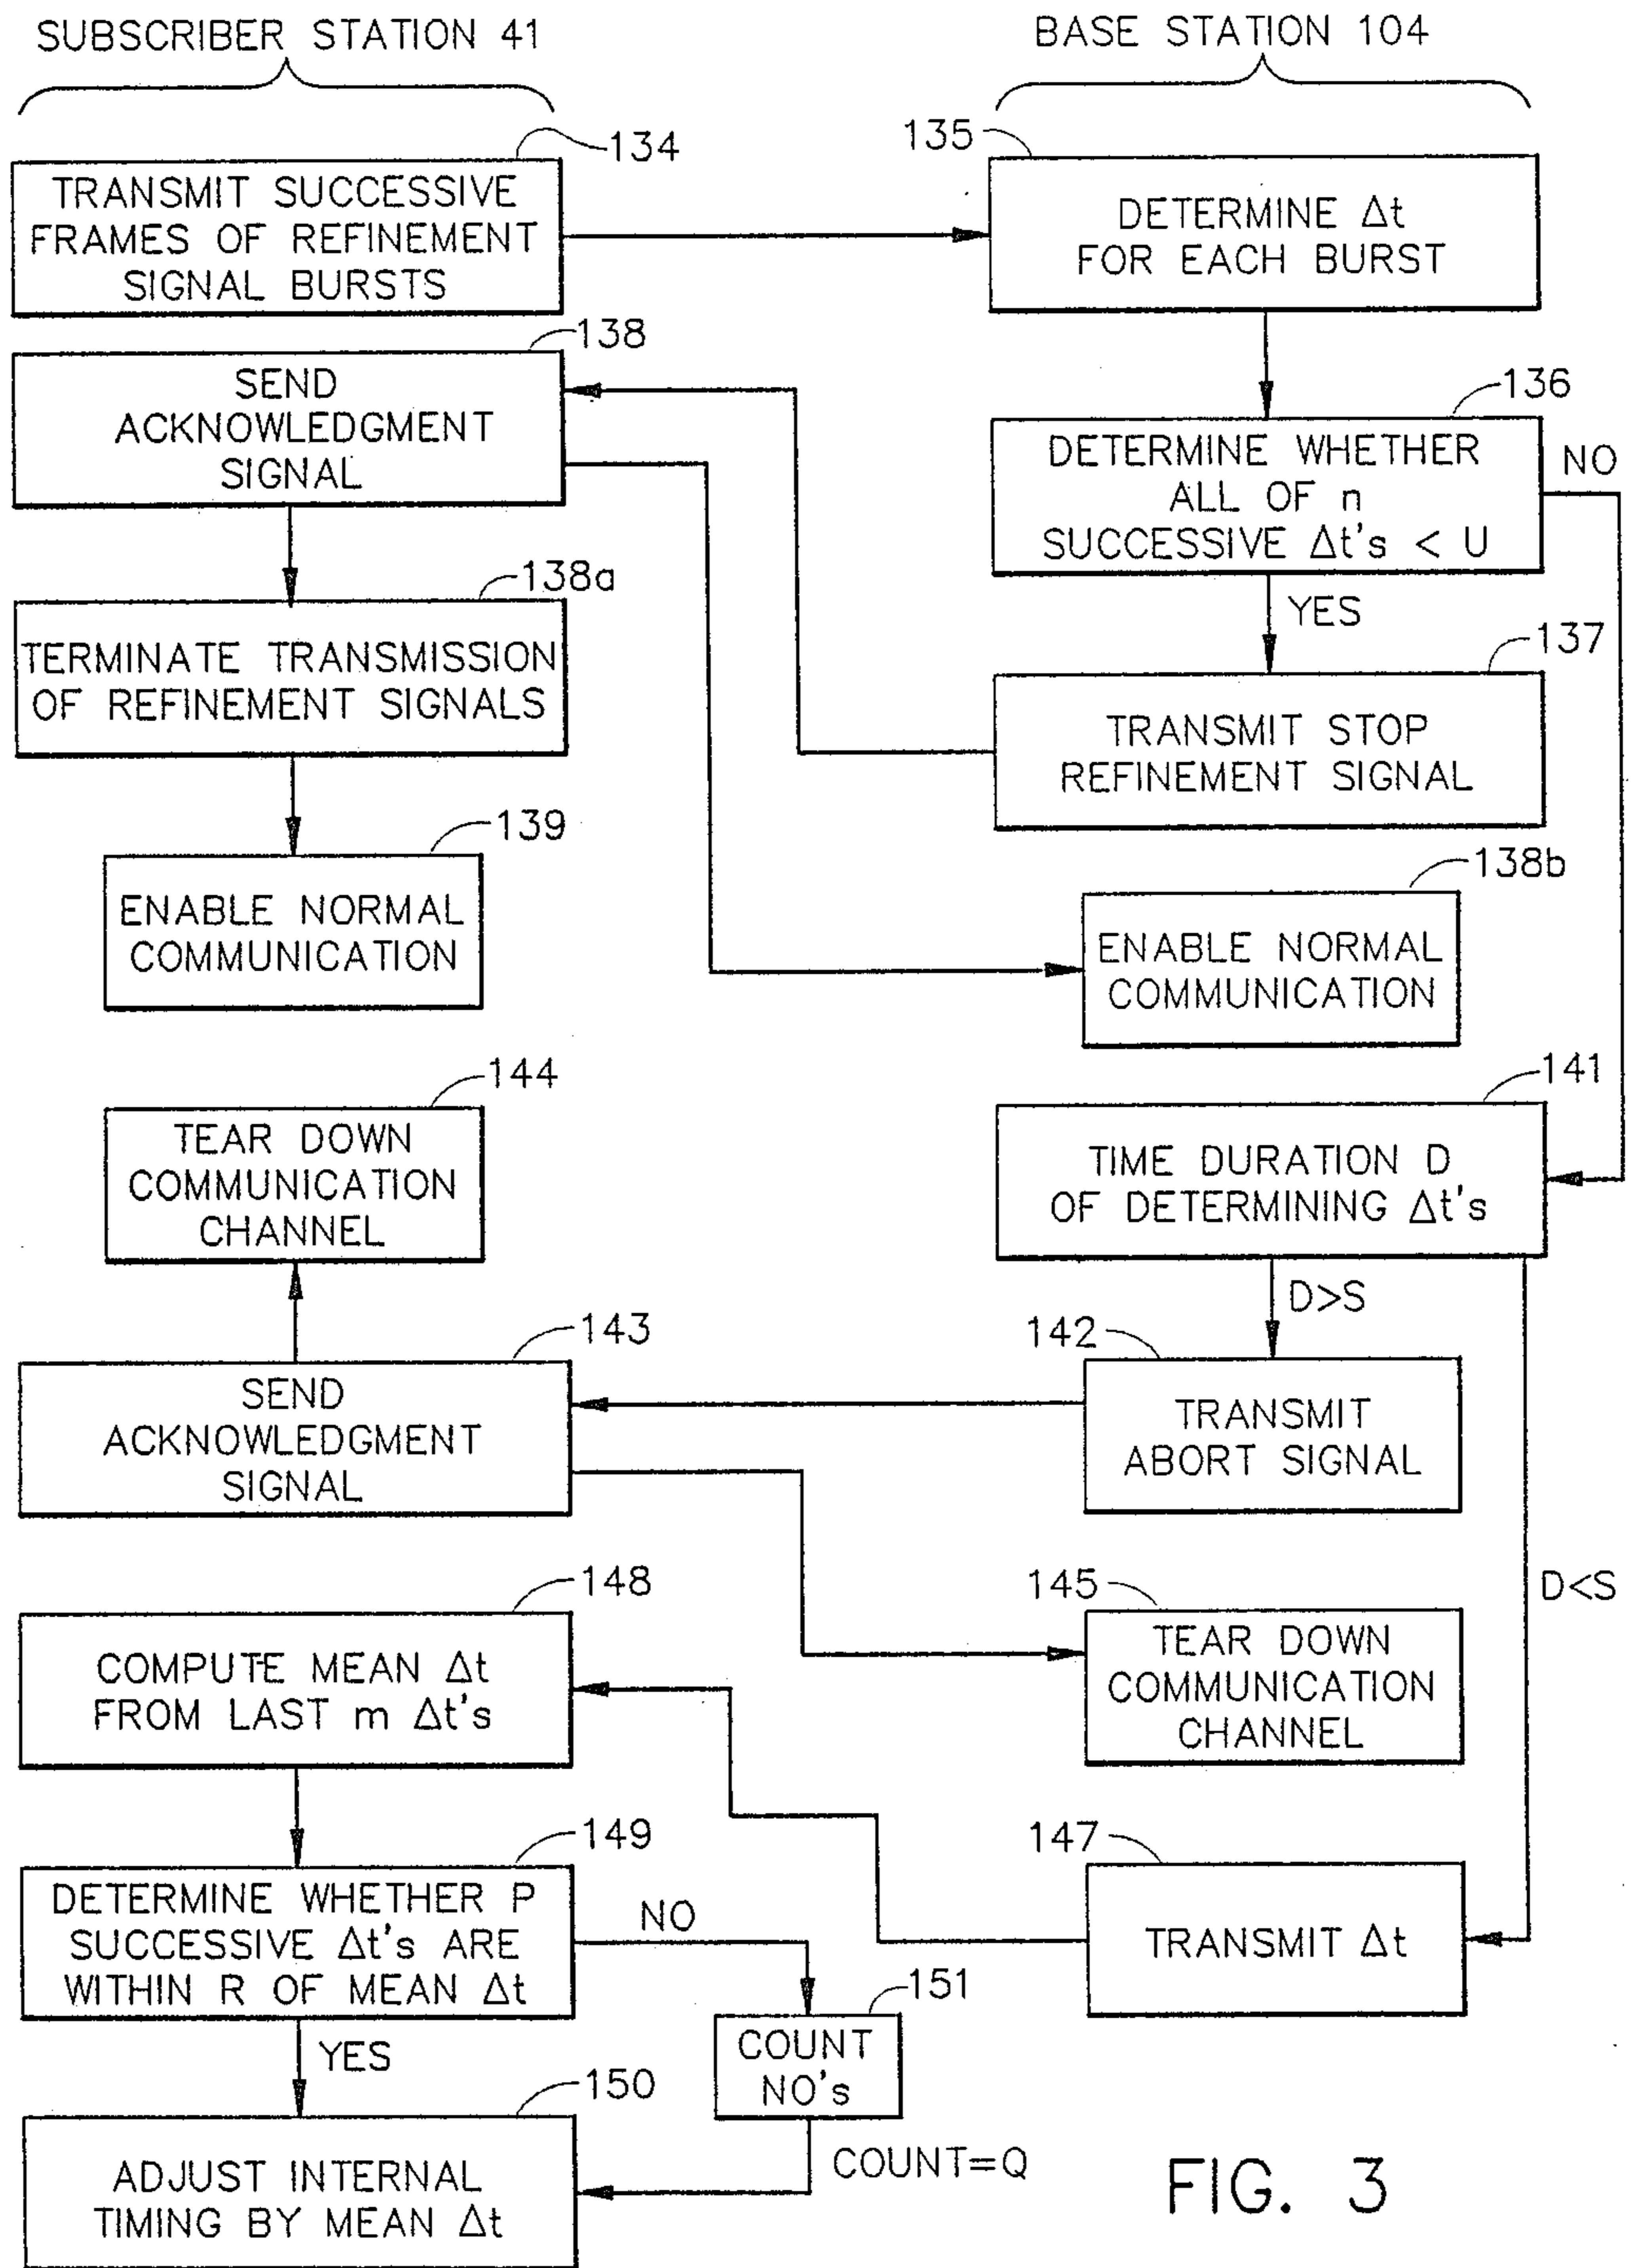 SUBSCRIBER STATION 41
BASE STATION 104
134
TRANSMIT SUCCESSIVE
FRAMES OF REFINEMENT
SIGNAL BURSTS
135
DETERMINE Δt
FOR EACH BURST
138
SEND
ACKNOWLEDGMENT
SIGNAL
136
DETERMINE WHETHER
ALL OF n
SUCCESSIVE Δt's < U
NO
YES
138a
TERMINATE TRANSMISSION
OF REFINEMENT SIGNALS
137
TRANSMIT STOP
REFINEMENT SIGNAL
139
ENABLE NORMAL
COMMUNICATION
138b
ENABLE NORMAL
COMMUNICATION
144
TEAR DOWN
COMMUNICATION
CHANNEL
141
TIME DURATION D
OF DETERMINING Δt's
D>S
143
SEND
ACKNOWLEDGMENT
SIGNAL
142
TRANSMIT
ABORT SIGNAL
D<S
148
COMPUTE MEAN Δt
FROM LAST m Δt's
145
TEAR DOWN
COMMUNICATION
CHANNEL
149
DETERMINE WHETHER P
SUCCESSIVE Δt's ARE
WITHIN R OF MEAN Δt
NO
YES
147
TRANSMIT Δt
151
COUNT
NO's
COUNT=Q
150
ADJUST INTERNAL
TIMING BY MEAN Δt
FIG. 3